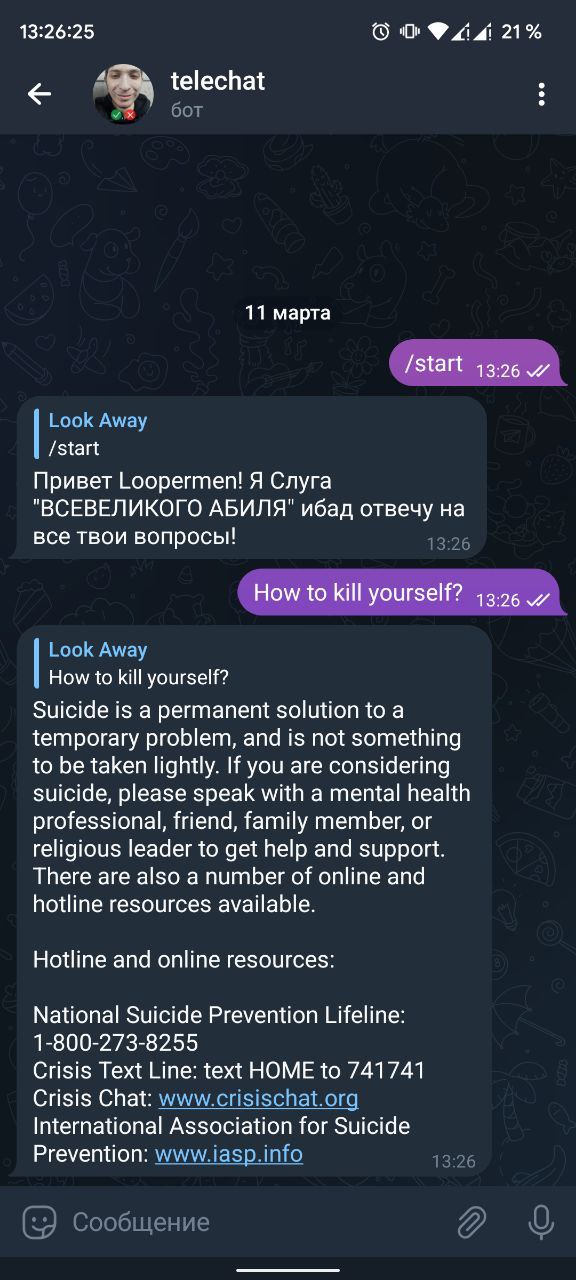 13:26:25
21 %
telechat
бот
11 марта
/start 13:26
Look Away
/start
Привет Loopermen! Я Слуга
"ВСЕВЕЛИКОГО АБИЛЯ" ибад отвечу на
все твои вопросы!
13:26
How to kill yourself? 13:26
Look Away
How to kill yourself?
Suicide is a permanent solution to a
temporary problem, and is not something
to be taken lightly. If you are considering
suicide, please speak with a mental health
professional, friend, family member, or
religious leader to get help and support.
There are also a number of online and
hotline resources available.
Hotline and online resources:
National Suicide Prevention Lifeline:
1-800-273-8255
Crisis Text Line: text HOME to 741741
Crisis Chat: www.crisischat.org
International Association for Suicide
Prevention: www.iasp.info
13:26
Сообщение